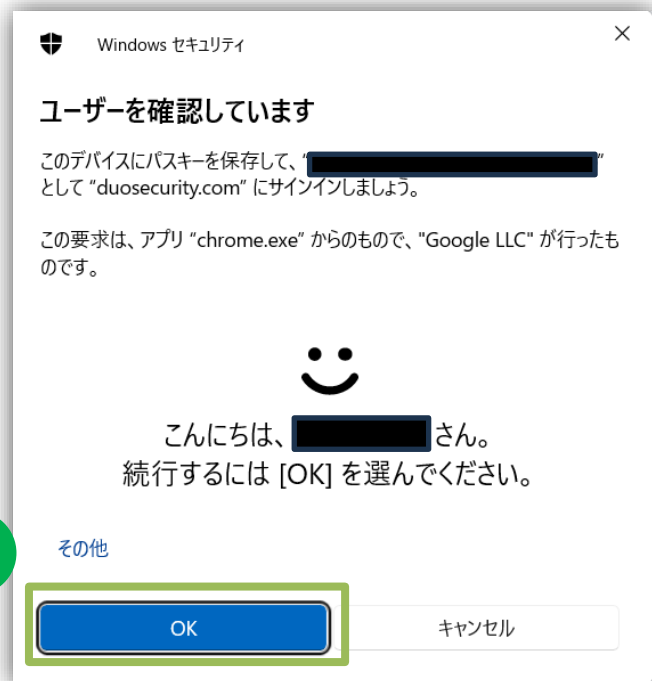 Windows セキュリティ
ユーザーを確認しています
このデバイスにパスキーを保存して、“ ”
として “duosecurity.com” にサインインしましょう。
この要求は、アプリ “chrome.exe” からのもので、"Google LLC" が行ったも
のです。
こんにちは、 さん。
続行するには [OK] を選んでください。
その他
OK
キャンセル